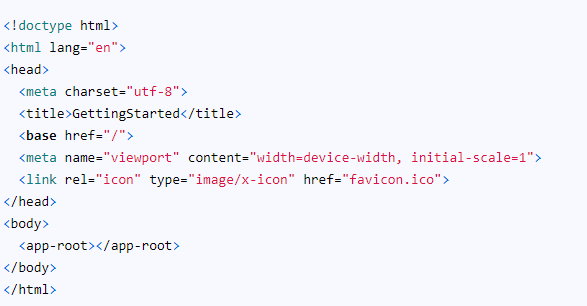 <!doctype html>
<html lang="en">
<head>
  <meta charset="utf-8">
  <title>GettingStarted</title>
  <base href="/">
  <meta name="viewport" content="width=device-width, initial-scale=1">
  <link rel="icon" type="image/x-icon" href="favicon.ico">
</head>
<body>
  <app-root></app-root>
</body>
</html>